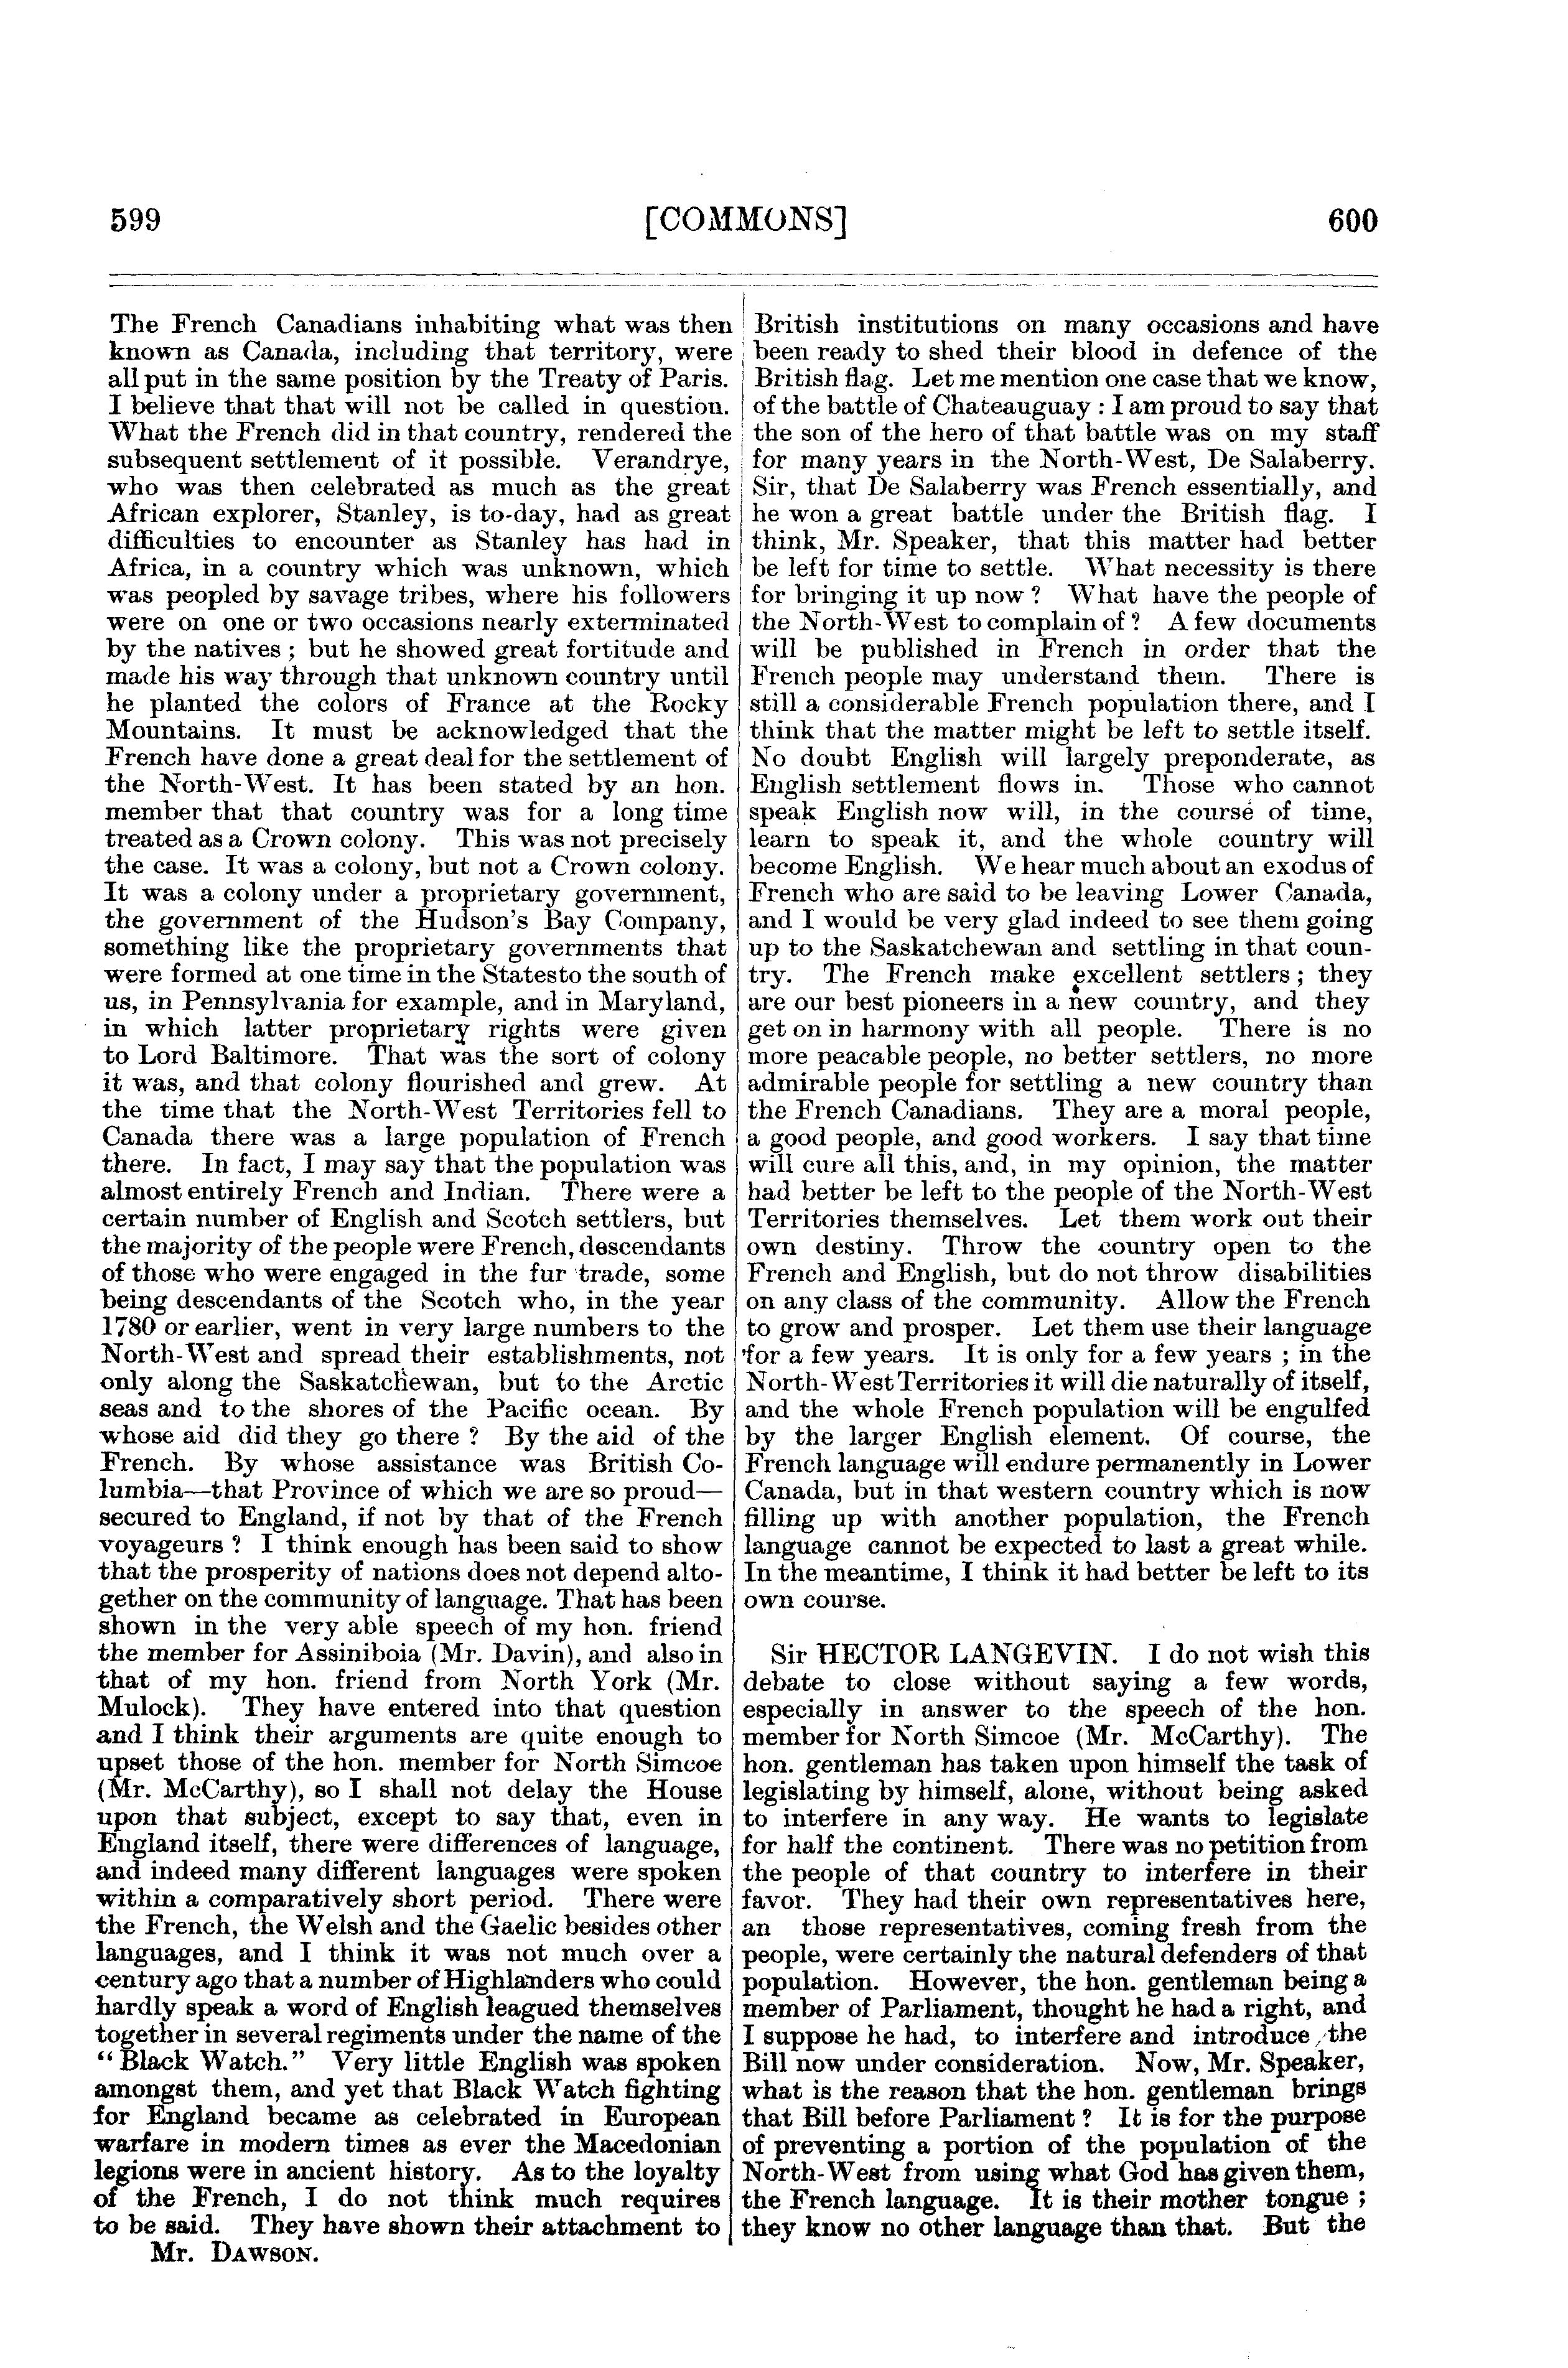 599 [COMMONS] 600
The French Canadians inhabiting what was then
known as Canada, including that territory, were
all put in the same position by the Treaty of Paris.
I believe that that will not be called in question.
What the French did in that country, rendered the
subsequent settlement of it possible. Verandrye,
who was then celebrated as much as the great
African explorer, Stanley, is to-day, had as great
difficulties to encounter as Stanley has had in
Africa, in a country which was unknown, which
was peopled by savage tribes, where his followers
were on one or two occasions nearly exterminated
by the natives ; but he showed great fortitude and
made his way through that unknown country until
he planted the colors of France at the Rocky
Mountains. It must be acknowledged that the
French have done a great deal for the settlement of
the North-West. It has been stated by an hon.
member that that country was for a long time
treated as a Crown colony. This was not precisely
the case. It was a colony, but not a Crown colony.
It was a colony under a proprietary government,
the government of the Hudson's Bay Company,
something like the proprietary governments that
were formed at one time in the States to the south of
us, in Pennsylvania for example, and in Maryland,
in which latter proprietary rights were given
to Lord Baltimore. That was the sort of colony
it was, and that colony flourished and grew. At
the time that the North-West Territories fell to
Canada there was a large population of French
there. In fact, I may say that the population was
almost entirely French and Indian. There were a
certain number of English and Scotch settlers, but
the majority of the people were French, descendants
of those who were engaged in the fur trade, some
being descendants of the Scotch who, in the year
1780 or earlier, went in very large numbers to the
North-West and spread their establishments, not
only along the Saskatchewan, but to the Arctic
seas and to the shores of the Pacific ocean. By
whose aid did they go there ? By the aid of the
French. By whose assistance was British Co-
lumbia—that Province of which we are so proud—
secured to England, if not by that of the French
voyageurs ? I think enough has been said to show
that the prosperity of nations does not depend alto-
gether on the community of language. That has been
shown in the very able speech of my hon. friend
the member for Assiniboia (Mr. Davin), and also in
that of my hon. friend from North York (Mr.
Mulock). They have entered into that question
and I think their arguments are quite enough to
upset those of the hon. member for North Simcoe
(Mr. McCarthy), so I shall not delay the House
upon that subject, except to say that, even in
England itself, there were differences of language,
and indeed many different languages were spoken
within a comparatively short period. There were
the French, the Welsh and the Gaelic besides other
languages, and I think it was not much over a
century ago that a number of Highlanders who could
hardly speak a word of English leagued themselves
together in several regiments under the name of the
“ Black Watch.” Very little English was spoken
amongst them, and yet that Black Watch fighting
for England became as celebrated in European
warfare in modern times as ever the Macedonian
legions were in ancient history. As to the loyalty
of the French, I do not think much requires
to be said. They have shown their attachment to
Mr. DAWSON.
British institutions on many occasions and have
been ready to shed their blood in defence of the
British flag. Let me mention one case that we know,
of the battle of Chateauguay : I am proud to say that
the son of the hero of that battle was on my staff
for many years in the North-West, De Salaberry.
Sir, that De Salaberry was French essentially, and
he won a great battle under the British flag. I
think, Mr. Speaker, that this matter had better
be left for time to settle. What necessity is there
for bringing it up now ? What have the people of
the North-West to complain of ? A few documents
will be published in French in order that the
French people may understand them. There is
still a considerable French population there, and I
think that the matter might be left to settle itself.
No doubt English will largely preponderate, as
English settlement flows in. Those who cannot
speak English now will, in the course of time,
learn to speak it, and the whole country will
become English. We hear much about an exodus of
French who are said to be leaving Lower Canada,
and I would be very glad indeed to see them going
up to the Saskatchewan and settling in that coun-
try. The French make excellent settlers ; they
are our best pioneers in a new country, and they
get on in harmony with all people. There is no
more peacable people, no better settlers, no more
admirable people for settling a new country than
the French Canadians. They are a moral people,
a good people, and good workers. I say that time
will cure all this, and, in my opinion, the matter
had better be left to the people of the North-West
Territories themselves. Let them work out their
own destiny. Throw the country open to the
French and English, but do not throw disabilities
on any class of the community. Allow the French
to grow and prosper. Let them use their language
for a few years. It is only for a few years ; in the
North-West Territories it will die naturally of itself,
and the whole French population will be engulfed
by the larger English element. Of course, the
French language will endure permanently in Lower
Canada, but in that western country which is now
filling up with another population, the French
language cannot be expected to last a great while.
In the meantime, I think it had better be left to its
own course.
Sir HECTOR LANGEVIN. I do not wish this
debate to close without saying a few words,
especially in answer to the speech of the hon.
member for North Simcoe (Mr. McCarthy). The
hon. gentleman has taken upon himself the task of
legislating by himself, alone, without being asked
to interfere in any way. He wants to legislate
for half the continent. There was no petition from
the people of that country to interfere in their
favor. They had their own representatives here,
an those representatives, coming fresh from the
people, were certainly the natural defenders of that
population. However, the hon. gentleman being a
member of Parliament, thought he had a right, and
I suppose he had, to interfere and introduce the
Bill now under consideration. Now, Mr. Speaker,
what is the reason that the hon. gentleman brings
that Bill before Parliament ? It is for the purpose
of preventing a portion of the population of the
North-West from using what God has given them,
the French language. It is their mother tongue ;
they know no other language than that. But the